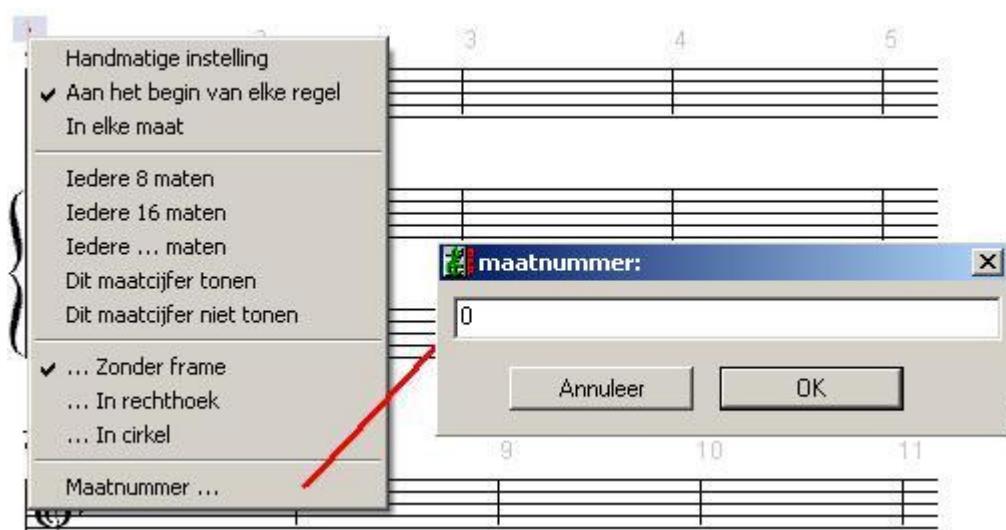 1
3
4
5
Handmatige instelling
Aan het begin van elke regel
In elke maat
Iedere 8 maten
Iedere 16 maten
Iedere ... maten
Dit maatcijfer tonen
Dit maatcijfer niet tonen
... Zonder frame
... In rechthoek
... In cirkel
Maatnummer ...
maatnummer:
0
Annuleer
OK
9
10
11